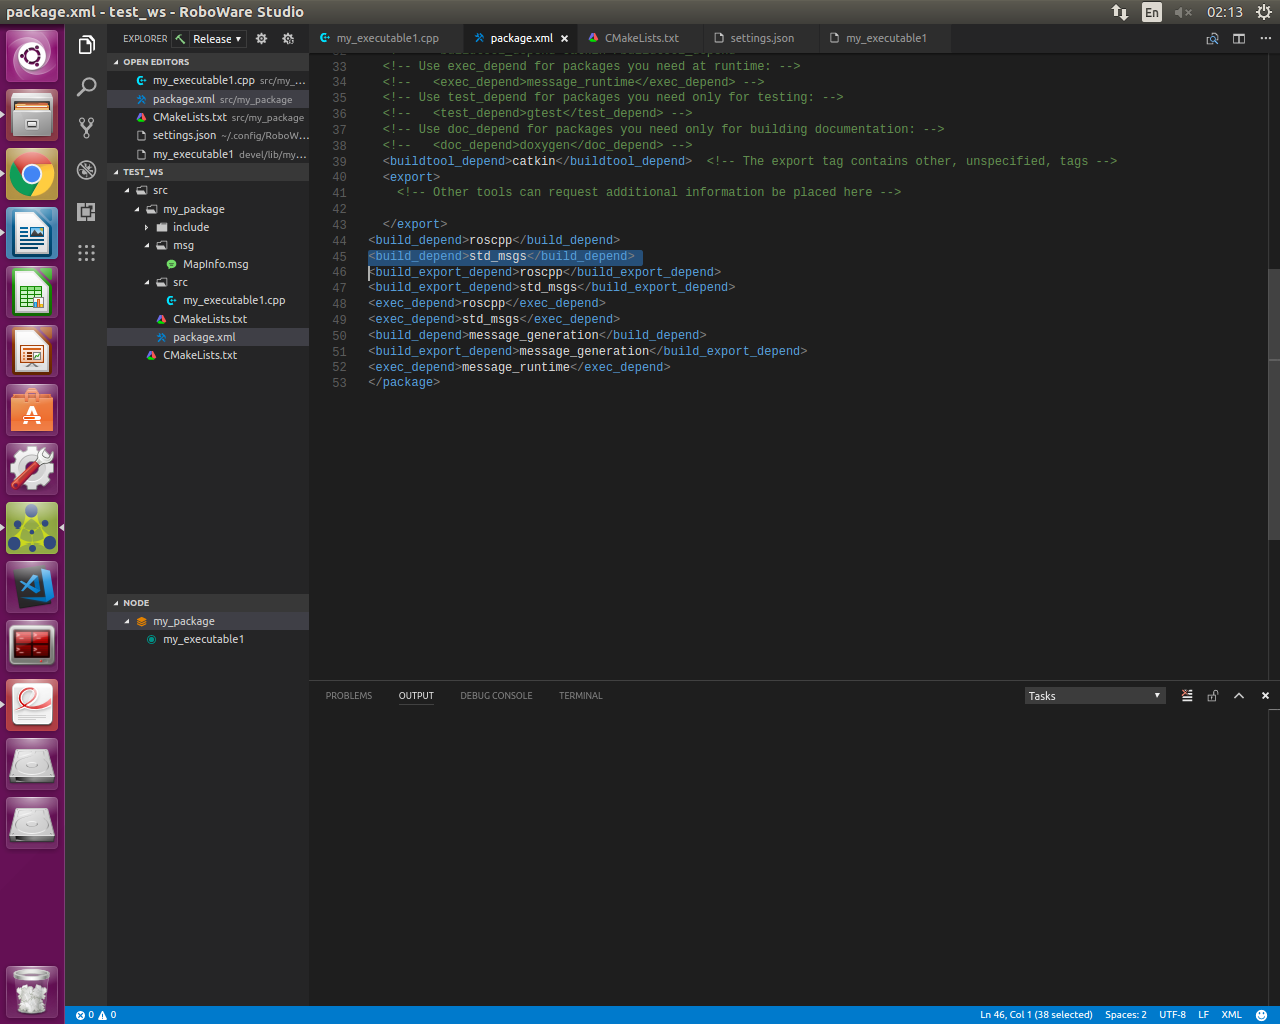 package.xml - test_ws - RoboWare Studio
En
02:13
EXPLORER
Release
my_executable1.cpp
package.xml
CMakeLists.txt
settings.json
my_executable1
OPEN EDITORS
my_executable1.cpp src/my_...
package.xml src/my_package
CMakeLists.txt src/my_package
settings.json ~/.config/RoboW...
my_executable1 devel/lib/my...
TEST_WS
src
my_package
include
msg
MapInfo.msg
src
my_executable1.cpp
CMakeLists.txt
package.xml
CMakeLists.txt
NODE
my_package
my_executable1
33 <!-- Use exec_depend for packages you need at runtime: -->
34 <!--   <exec_depend>message_runtime</exec_depend> -->
35 <!-- Use test_depend for packages you need only for testing: -->
36 <!--   <test_depend>gtest</test_depend> -->
37 <!-- Use doc_depend for packages you need only for building documentation: -->
38 <!--   <doc_depend>doxygen</doc_depend> -->
39 <buildtool_depend>catkin</buildtool_depend>  <!-- The export tag contains other, unspecified, tags -->
40 <export>
41 <!-- Other tools can request additional information be placed here -->
42
43 </export>
44 <build_depend>roscpp</build_depend>
45 <build_depend>std_msgs</build_depend>
46 <build_export_depend>roscpp</build_export_depend>
47 <build_export_depend>std_msgs</build_export_depend>
48 <exec_depend>roscpp</exec_depend>
49 <exec_depend>std_msgs</exec_depend>
50 <build_depend>message_generation</build_depend>
51 <build_export_depend>message_generation</build_export_depend>
52 <exec_depend>message_runtime</exec_depend>
53 </package>
PROBLEMS
OUTPUT
DEBUG CONSOLE
TERMINAL
Tasks
0
0
Ln 46, Col 1 (38 selected)
Spaces: 2
UTF-8
LF
XML